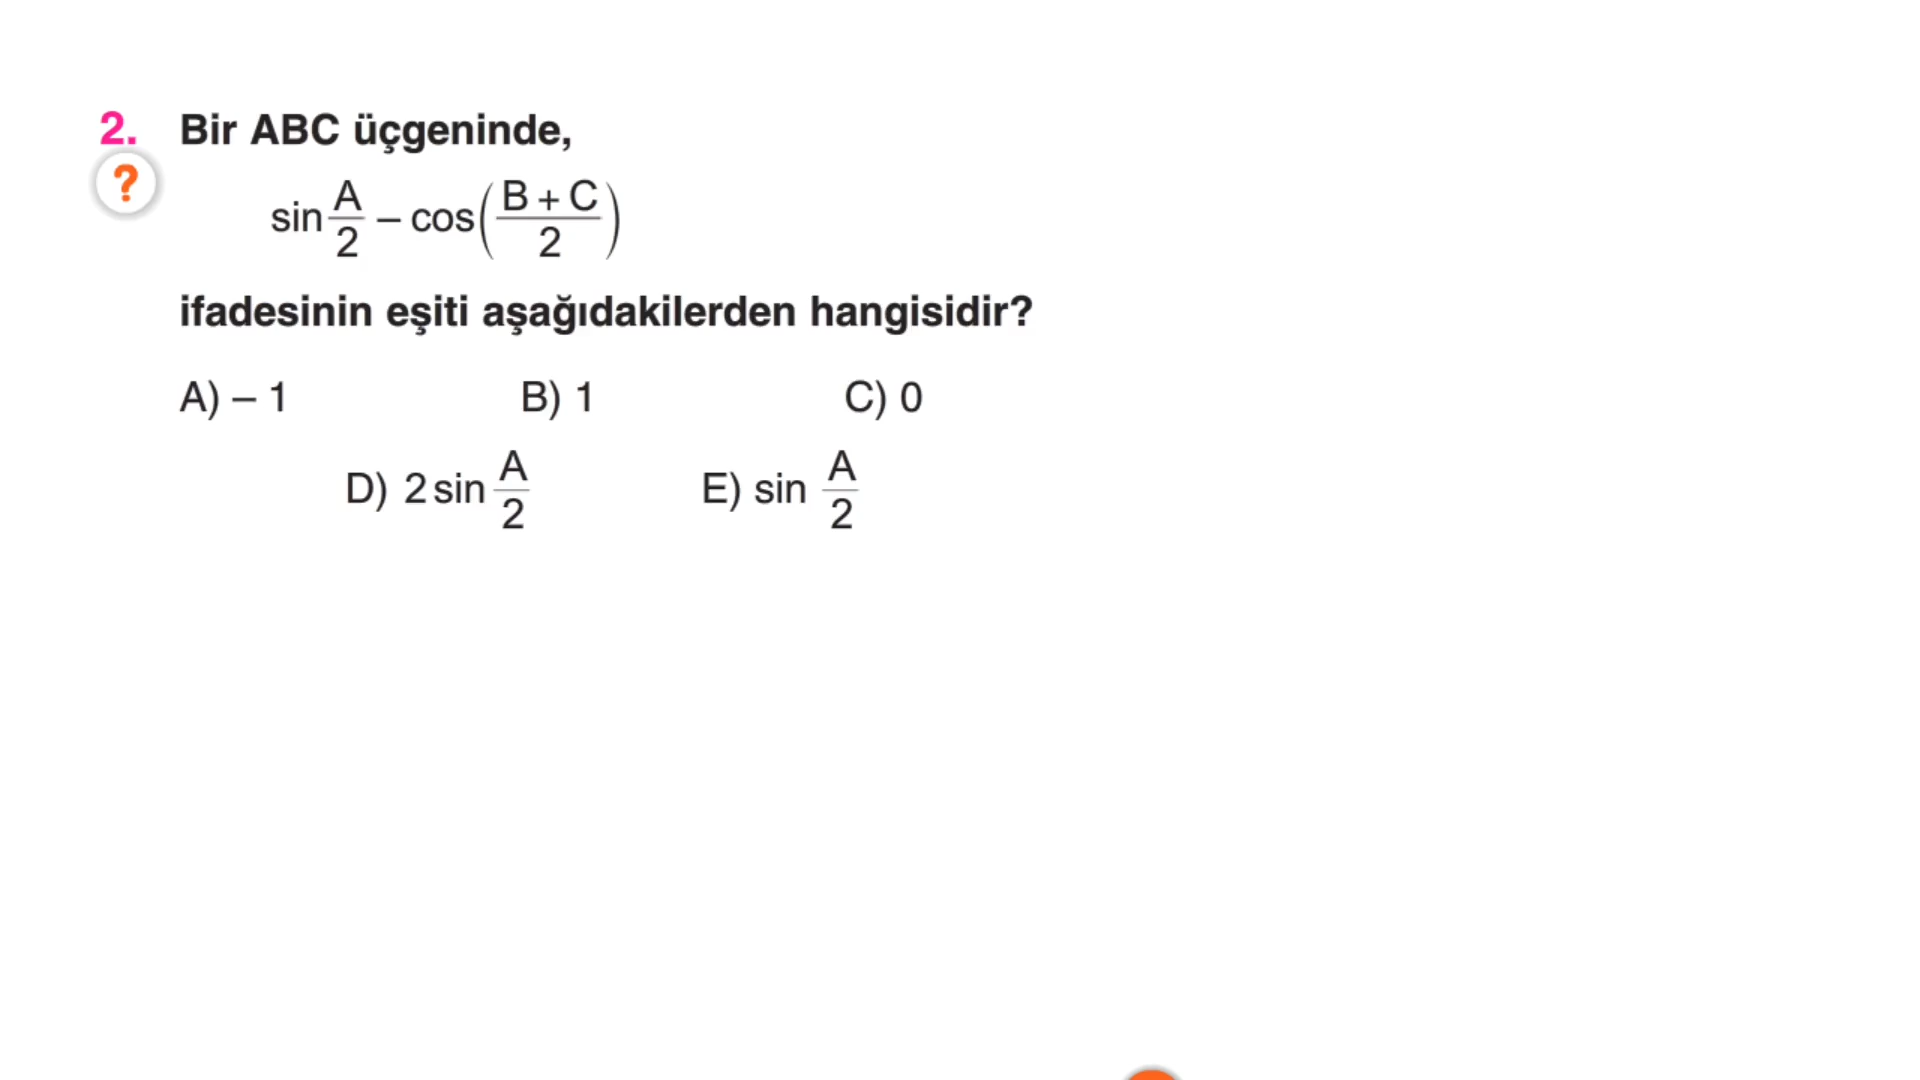 2. Bir ABC üçgeninde,
?
sin A/2 – cos((B + C)/2)
ifadesinin eşiti aşağıdakilerden hangisidir?
A) – 1 B) 1 C) 0
D) 2 sin A/2 E) sin A/2